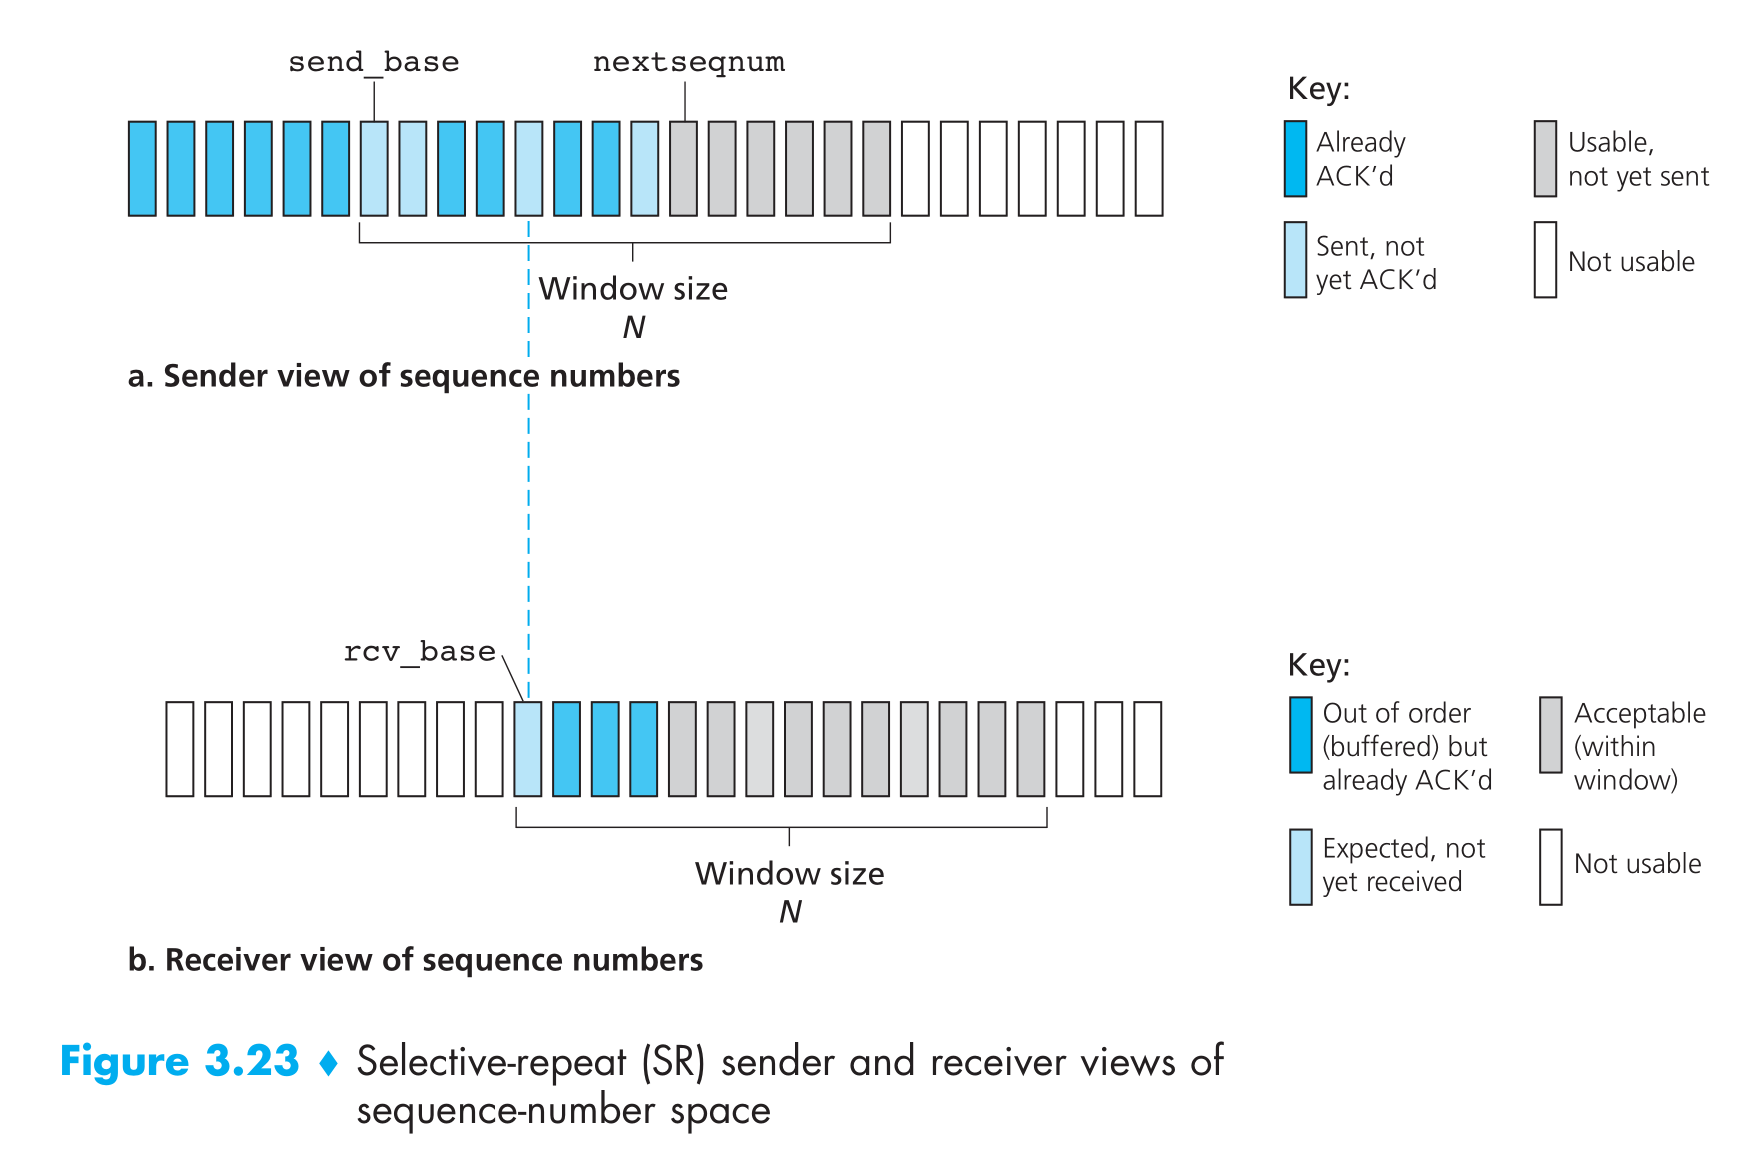 send_base
nextseqnum
Window size
N
a. Sender view of sequence numbers
Key:
Already
ACK’d
Usable,
not yet sent
Sent, not
yet ACK’d
Not usable
rcv_base
Window size
N
b. Receiver view of sequence numbers
Key:
Out of order
(buffered) but
already ACK’d
Acceptable
(within
window)
Expected, not
yet received
Not usable
Figure 3.23 ♦ Selective-repeat (SR) sender and receiver views of
sequence-number space